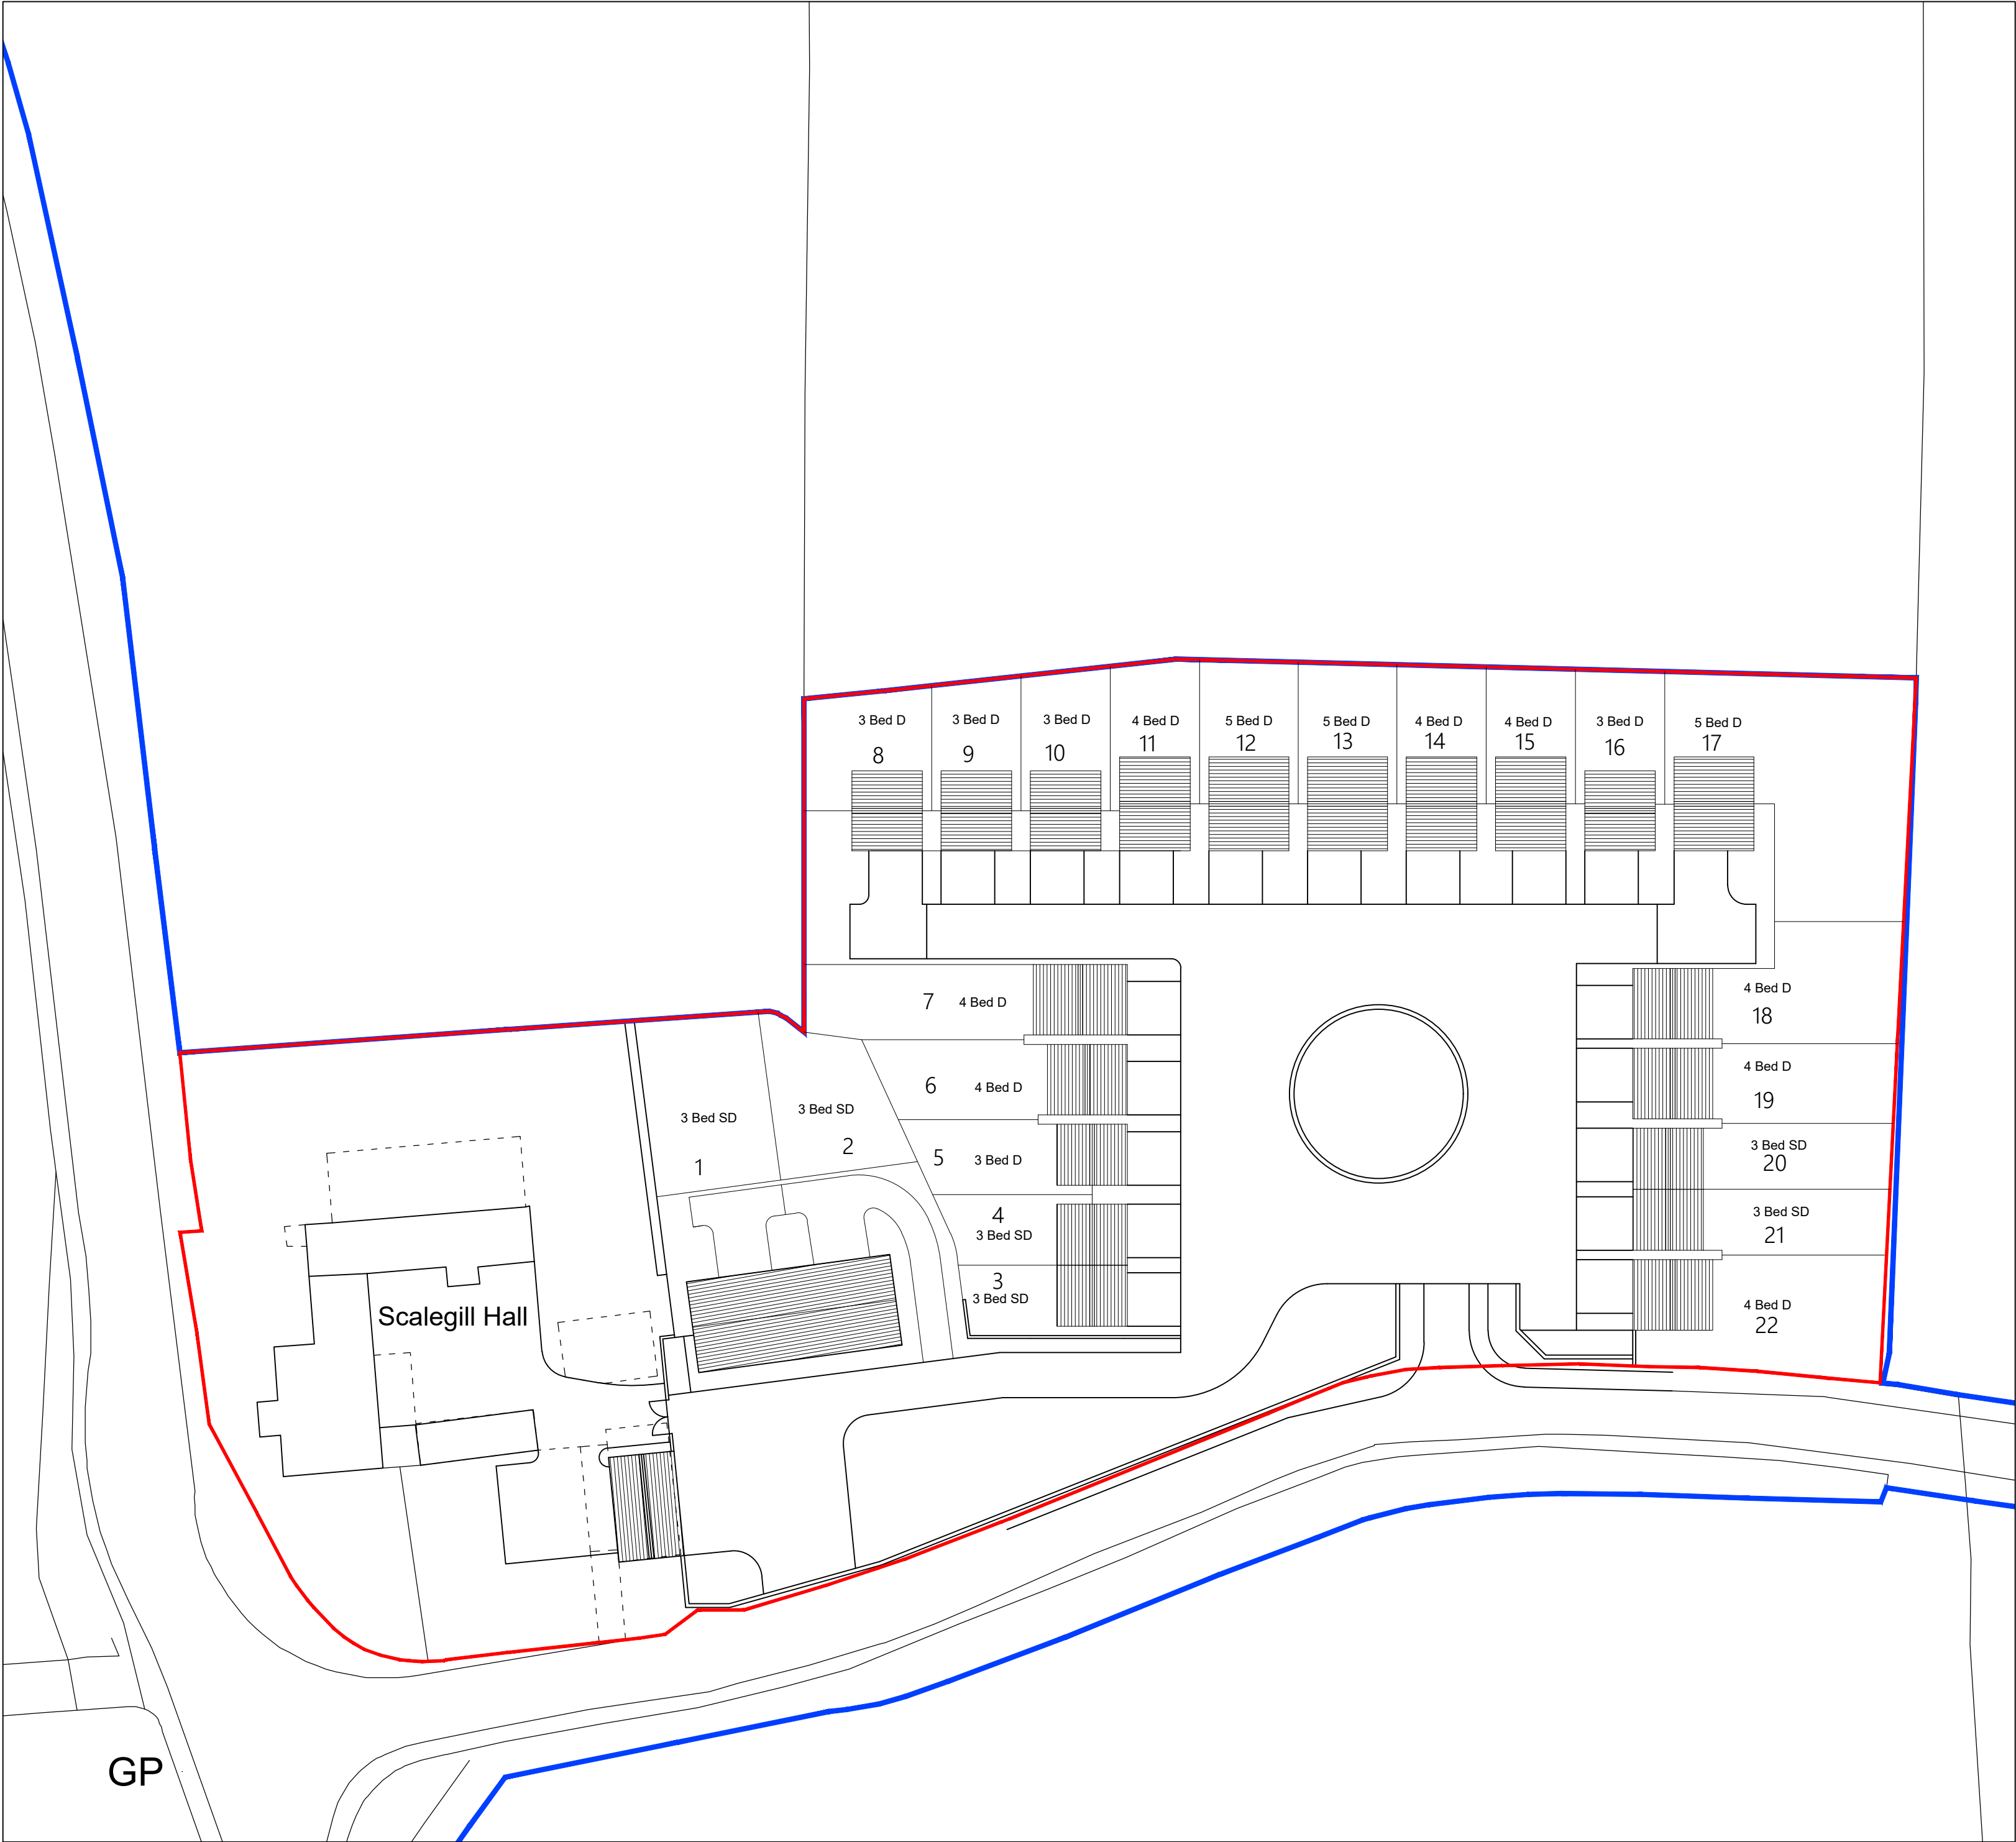 3 Bed D
8
3 Bed D
9
3 Bed D
10
4 Bed D
11
5 Bed D
12
5 Bed D
13
4 Bed D
14
4 Bed D
15
3 Bed D
16
5 Bed D
17
7 4 Bed D
6 4 Bed D
5 3 Bed D
4
3 Bed SD
3
3 Bed SD
3 Bed SD
1
3 Bed SD
2
4 Bed D
18
4 Bed D
19
3 Bed SD
20
3 Bed SD
21
4 Bed D
22
Scalegill Hall
GP